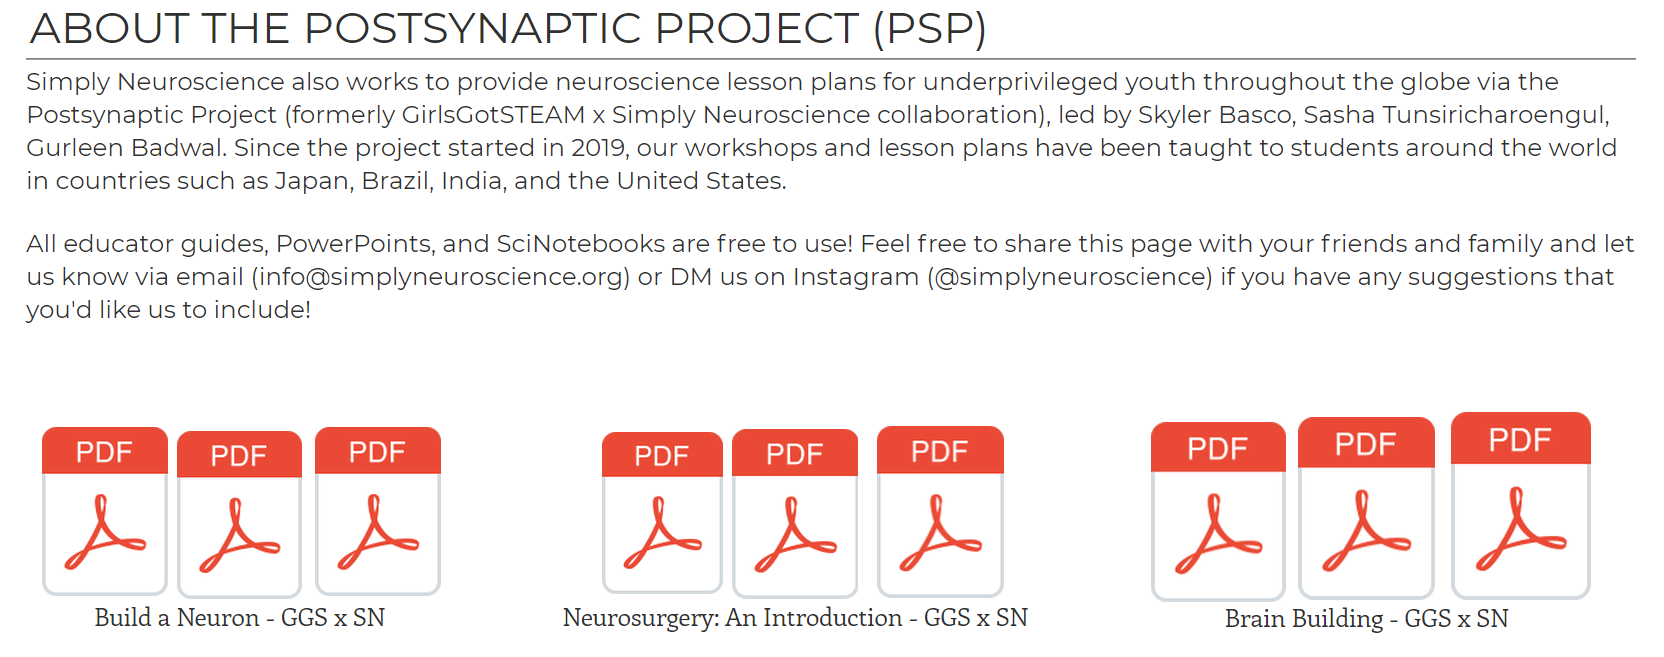 ABOUT THE POSTSYNAPTIC PROJECT (PSP)
Simply Neuroscience also works to provide neuroscience lesson plans for underprivileged youth throughout the globe via the
Postsynaptic Project (formerly GirlsGotSTEAM x Simply Neuroscience collaboration), led by Skyler Basco, Sasha Tunsiricharoengul,
Gurleen Badwal. Since the project started in 2019, our workshops and lesson plans have been taught to students around the world
in countries such as Japan, Brazil, India, and the United States.
All educator guides, PowerPoints, and SciNotebooks are free to use! Feel free to share this page with your friends and family and let
us know via email (info@simplyneuroscience.org) or DM us on Instagram (@simplyneuroscience) if you have any suggestions that
you'd like us to include!
PDF PDF PDF PDF PDF PDF PDF PDF PDF
Build a Neuron - GGS x SN
Neurosurgery: An Introduction - GGS x SN
Brain Building - GGS x SN